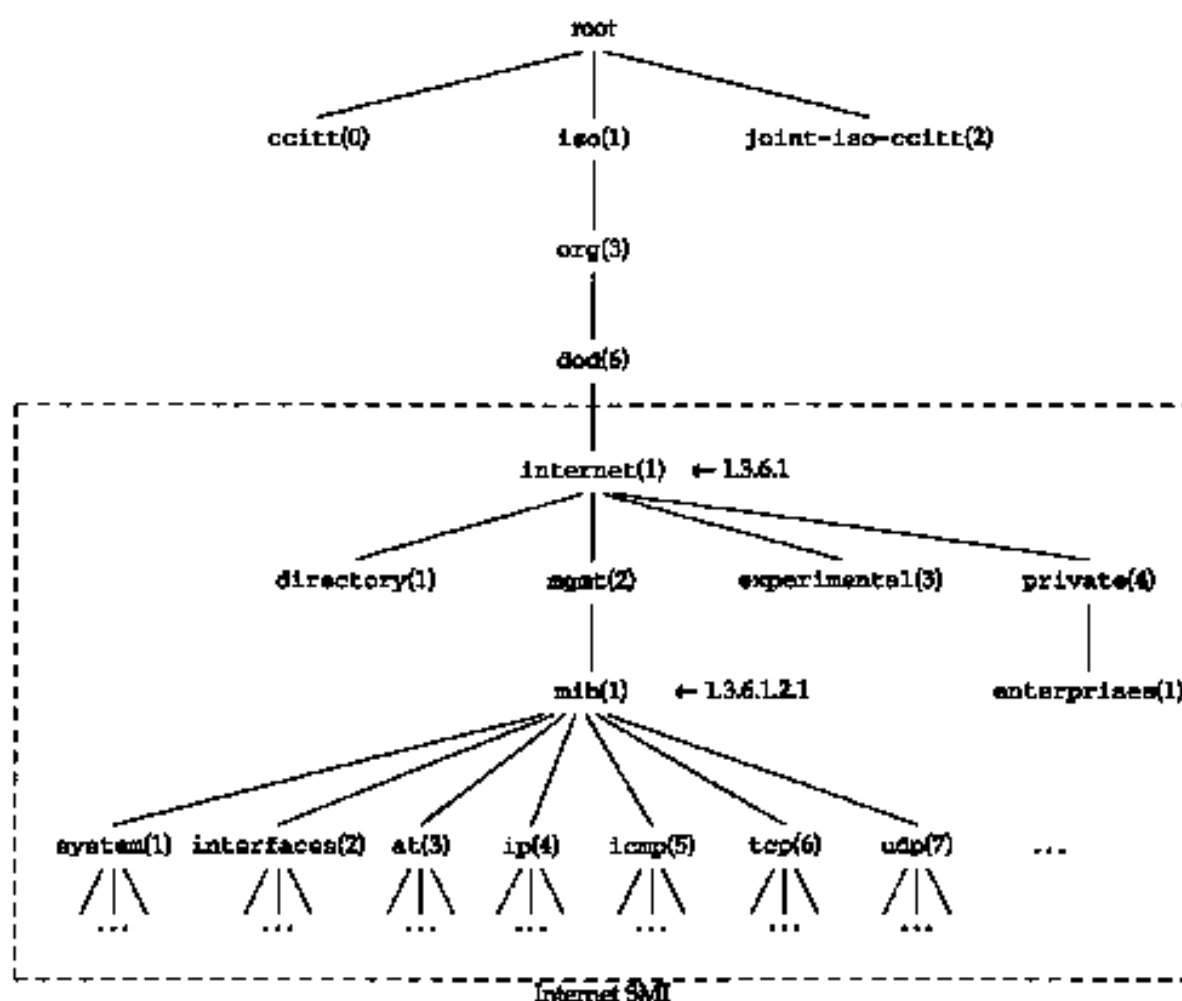 root
ccitt(0) iso(1) joint-iso-ccitt(2)
org(3)
dod(6)
internet(1) ← 1.3.6.1
directory(1) mgmt(2) experimental(3) private(4)
mib(1) ← 1.3.6.1.2.1 enterprises(1)
system(1) interfaces(2) at(3) ip(4) icmp(5) tcp(6) udp(7) ...
... ... ... ... ... ... ...
Internet SMI